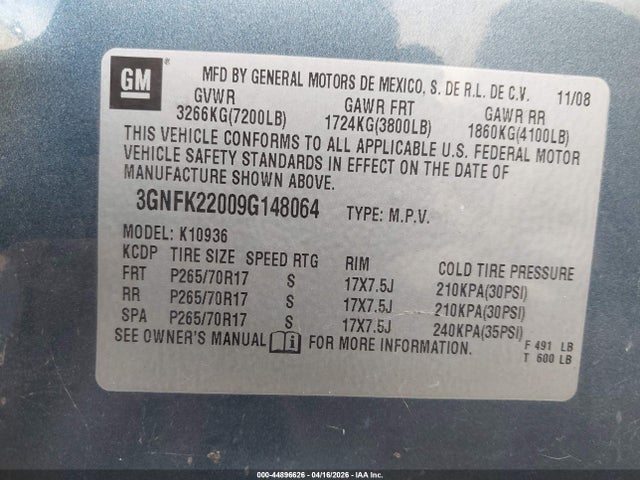 GM
MFD BY GENERAL MOTORS DE MEXICO, S. DE R.L. DE C.V. 11/08
GVWR GAWR FRT GAWR RR
3266KG(7200LB) 1724KG(3800LB) 1860KG(4100LB)
THIS VEHICLE CONFORMS TO ALL APPLICABLE U.S. FEDERAL MOTOR
VEHICLE SAFETY STANDARDS IN EFFECT ON THE DATE OF
MANUFACTURE SHOWN ABOVE.
3GNFK22009G148064 TYPE: M.P.V.
MODEL: K10936
KCDP TIRE SIZE SPEED RTG RIM COLD TIRE PRESSURE
FRT P265/70R17 S 17X7.5J 210KPA(30PSI)
RR P265/70R17 S 17X7.5J 210KPA(30PSI)
SPA P265/70R17 S 17X7.5J 240KPA(35PSI)
SEE OWNER'S MANUAL FOR MORE INFORMATION.
F 491 LB
T 600 LB
000-44896626 - 04/16/2026 - IAA Inc.